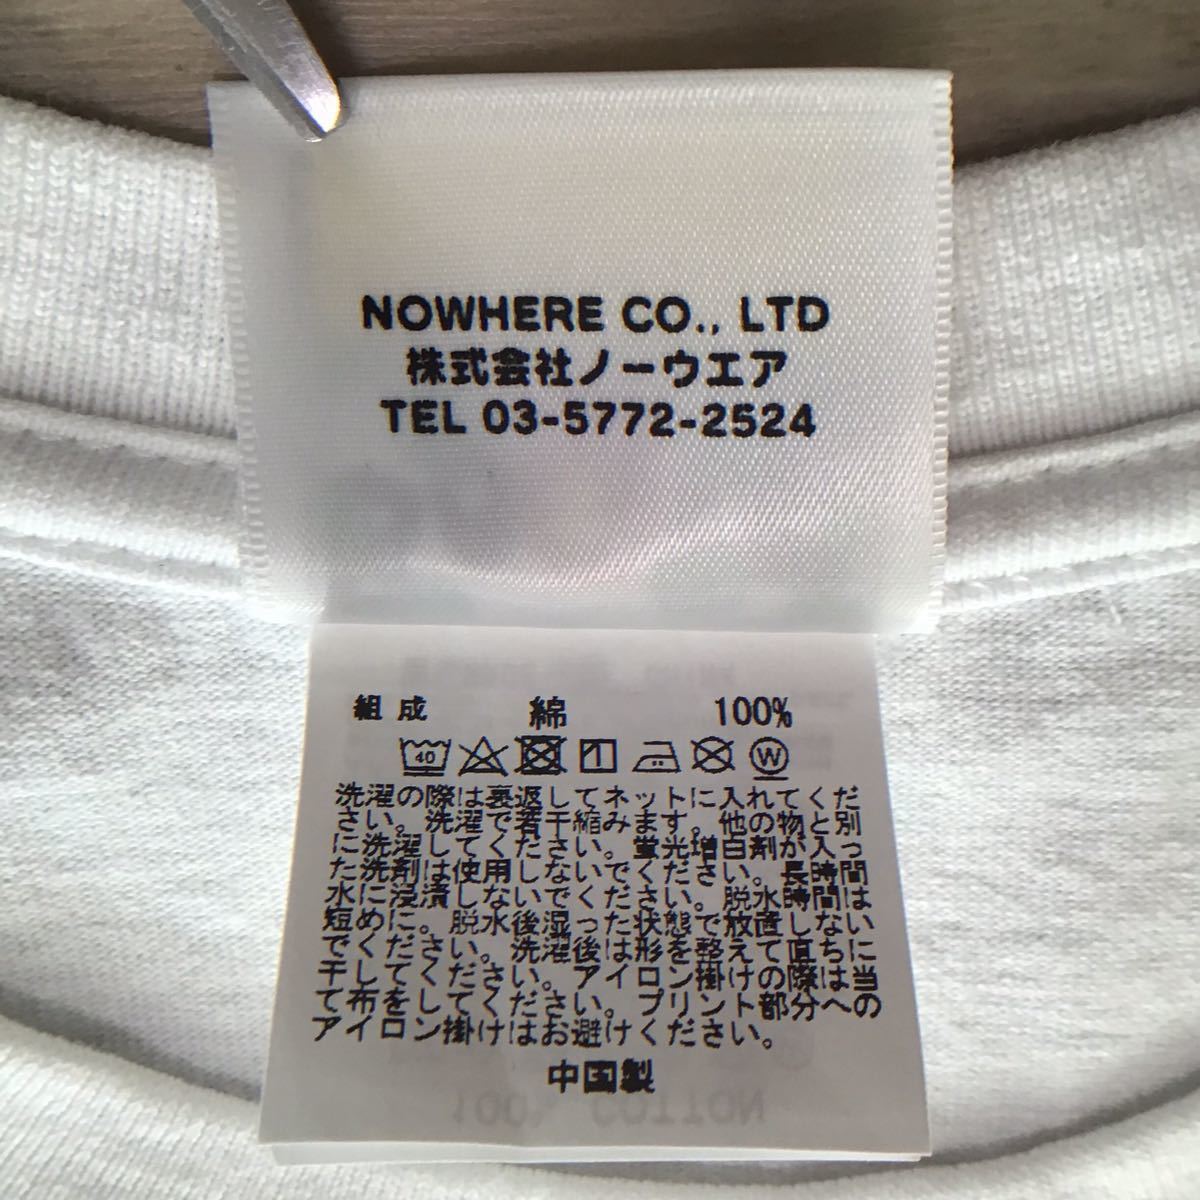 NOWHERE CO., LTD
株式会社ノーウエア
TEL 03-5772-2524
組成 綿 100%
40 W
洗濯の際は裏返してネットに入れてくだ
さい。洗濯で若干縮みます。他の物と別
に洗濯してください。蛍光増白剤が入っ
た洗剤は使用しないでください。長時間
水に浸漬しないでください。脱水時間は
短めに。脱水後湿った状態で放置しない
でください。洗濯後は形を整えて直ちに
干してください。アイロン掛けの際は当
て布をしてください。プリント部分への
アイロン掛けはお避けください。
中国製
100% COTTON